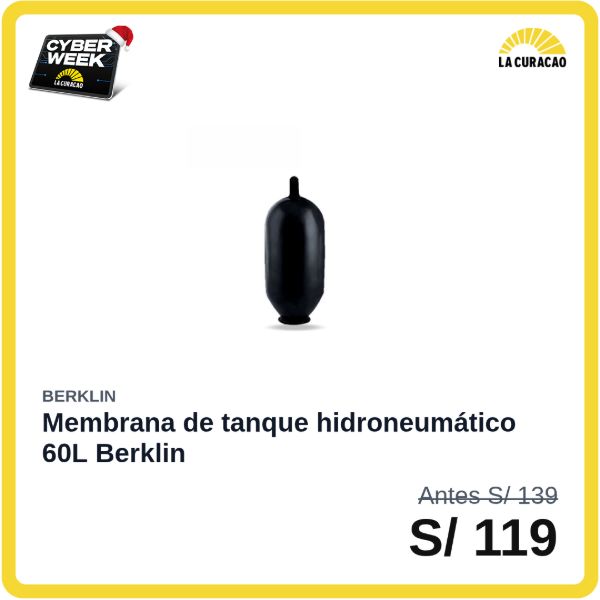 CYBER
WEEK
LA CURACAO
LA CURACAO
BERKLIN
Membrana de tanque hidroneumático
60L Berklin
Antes S/ 139
S/ 119